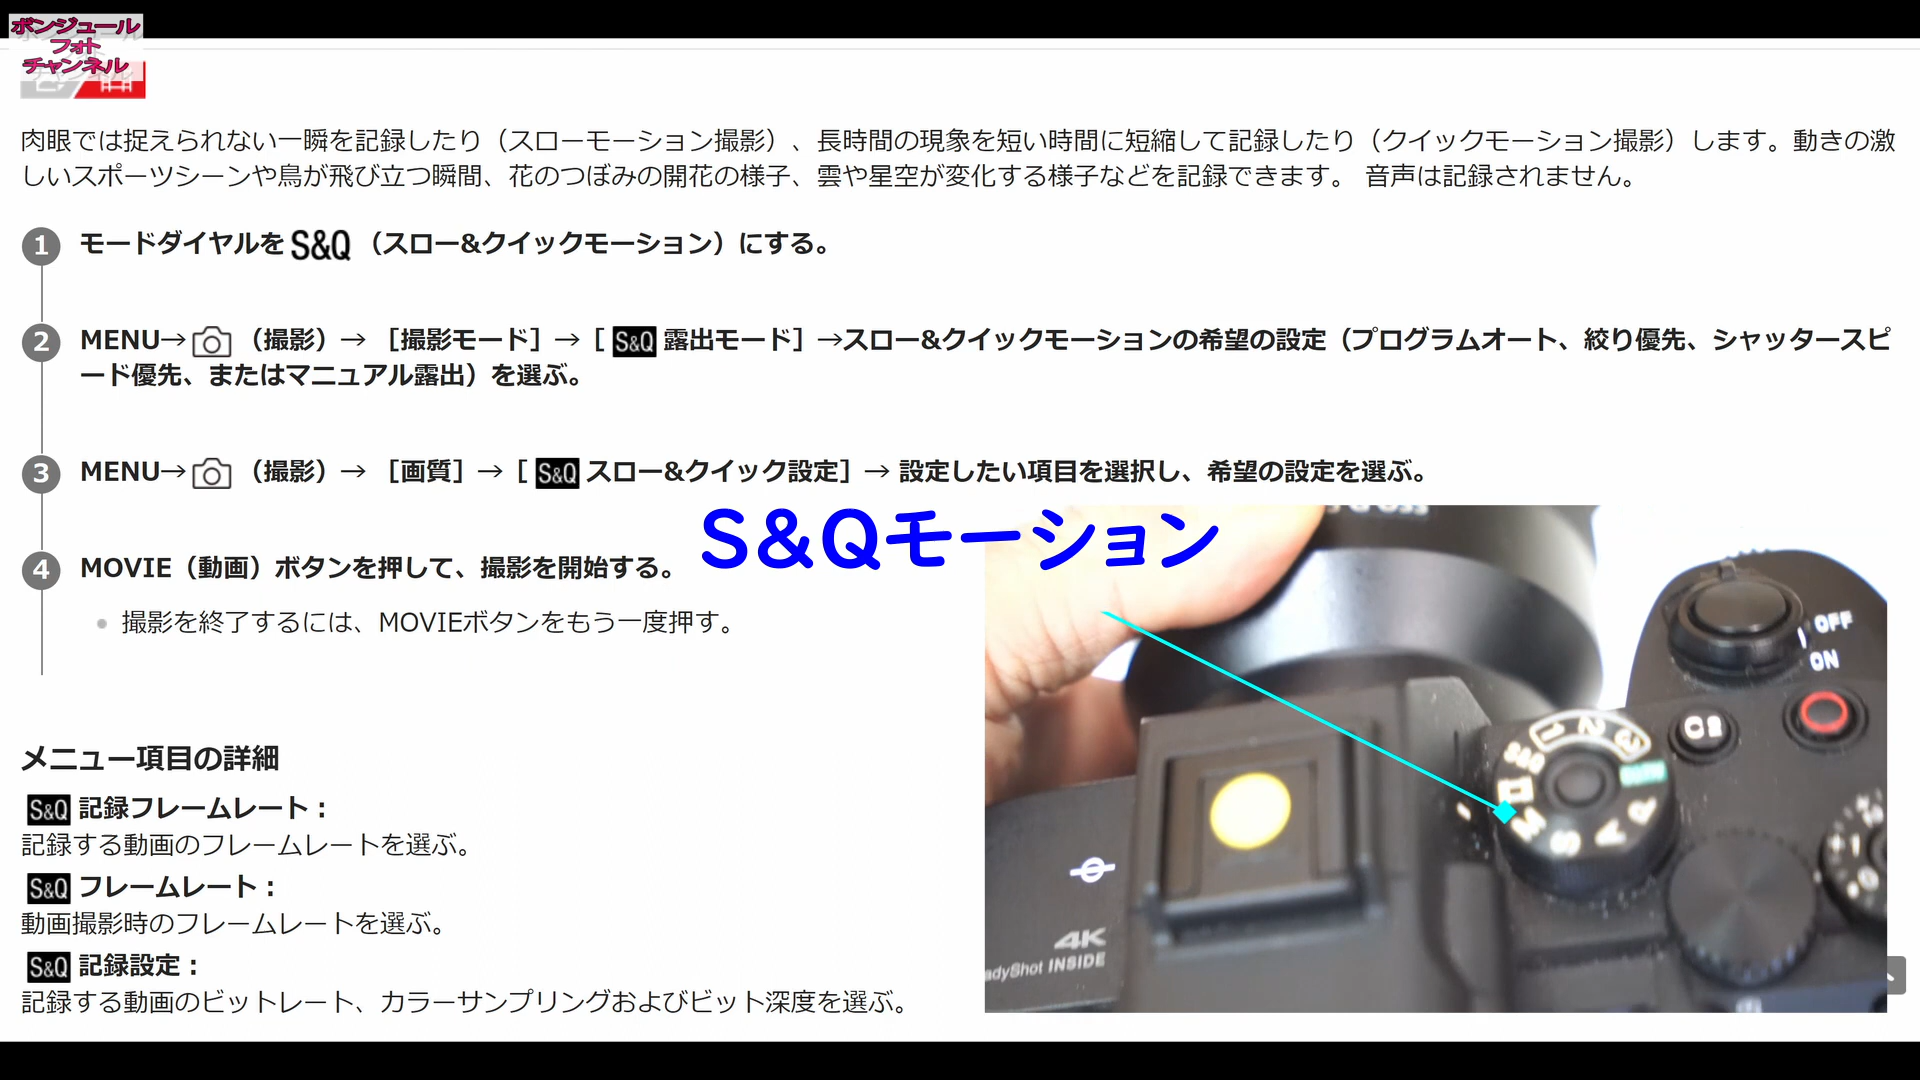 ボンジュール
フォト
チャンネル
肉眼では捉えられない一瞬を記録したり（スローモーション撮影）、長時間の現象を短い時間に短縮して記録したり（クイックモーション撮影）します。動きの激
しいスポーツシーンや鳥が飛び立つ瞬間、花のつぼみの開花の様子、雲や星空が変化する様子などを記録できます。 音声は記録されません。
1 モードダイヤルを S&Q （スロー&クイックモーション）にする。
2 MENU→ （撮影）→ ［撮影モード］→［ S&Q 露出モード］→スロー&クイックモーションの希望の設定（プログラムオート、絞り優先、シャッタースピ
ード優先、またはマニュアル露出）を選ぶ。
3 MENU→ （撮影）→ ［画質］→［ S&Q スロー&クイック設定］→ 設定したい項目を選択し、希望の設定を選ぶ。
S&Qモーション
4 MOVIE（動画）ボタンを押して、撮影を開始する。
撮影を終了するには、MOVIEボタンをもう一度押す。
メニュー項目の詳細
S&Q 記録フレームレート：
記録する動画のフレームレートを選ぶ。
S&Q フレームレート：
動画撮影時のフレームレートを選ぶ。
S&Q 記録設定：
記録する動画のビットレート、カラーサンプリングおよびビット深度を選ぶ。
OFF
ON
1 2 3
AUTO
P
A
S
M
4K
adyShot INSIDE